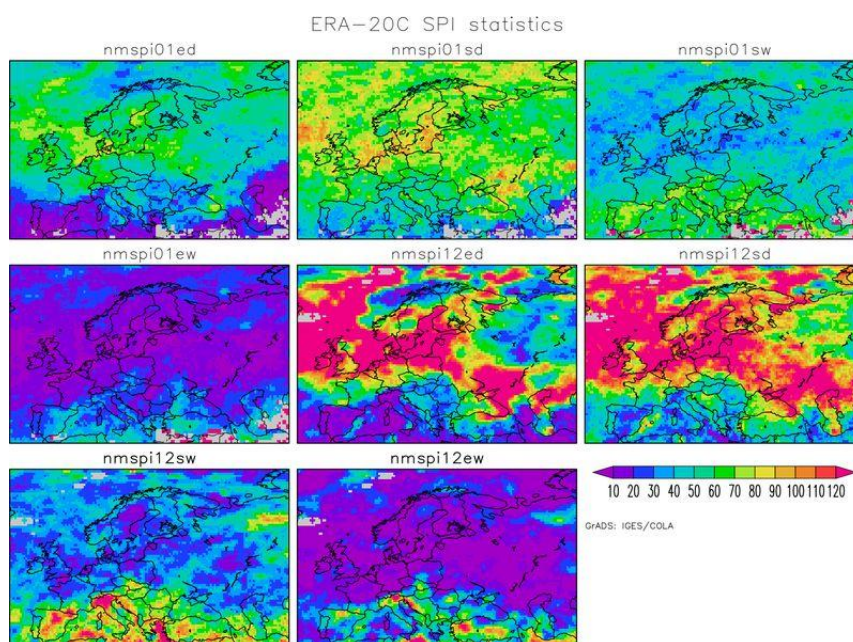 ERA-20C SPI statistics
nmspi01ed
nmspi01sd
nmspi01sw
nmspi01ew
nmspi12ed
nmspi12sd
nmspi12sw
nmspi12ew
10 20 30 40 50 60 70 80 90 100 110 120
GrADS: IGES/COLA